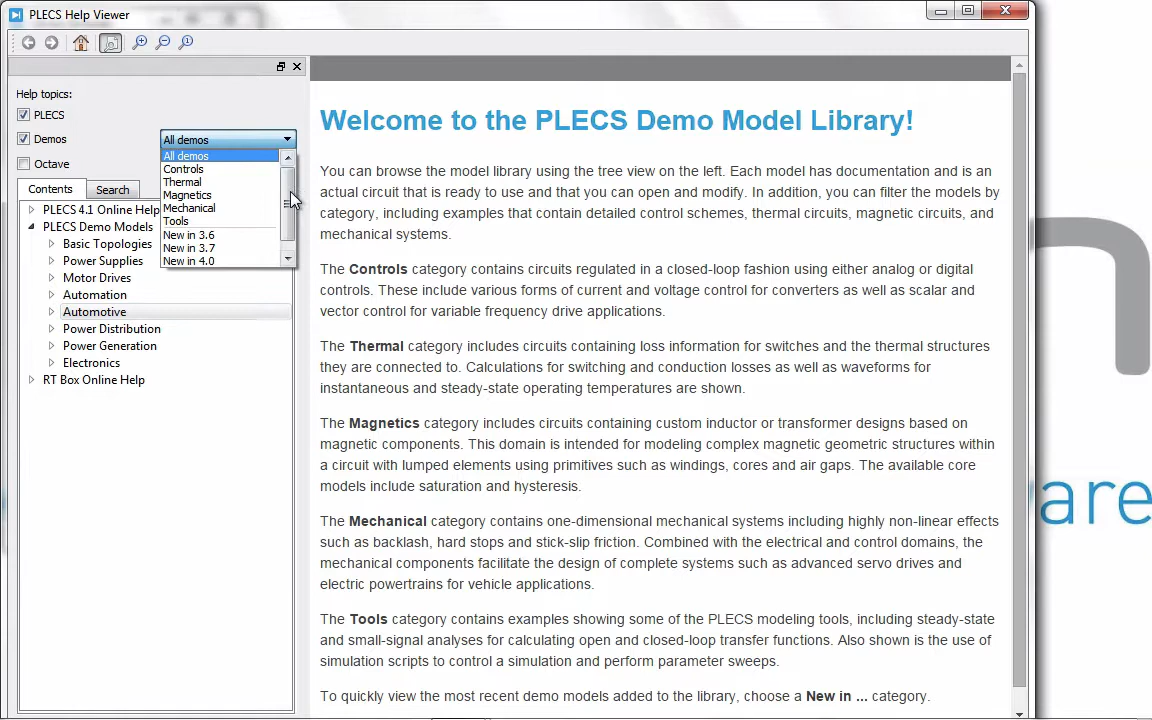 PLECS Help Viewer
Help topics:
PLECS
Demos
All demos
All demos
Controls
Thermal
Magnetics
Mechanical
Tools
New in 3.6
New in 3.7
New in 4.0
Octave
Contents
Search
PLECS 4.1 Online Help
PLECS Demo Models
Basic Topologies
Power Supplies
Motor Drives
Automation
Automotive
Power Distribution
Power Generation
Electronics
RT Box Online Help
Welcome to the PLECS Demo Model Library!
You can browse the model library using the tree view on the left. Each model has documentation and is an
actual circuit that is ready to use and that you can open and modify. In addition, you can filter the models by
category, including examples that contain detailed control schemes, thermal circuits, magnetic circuits, and
mechanical systems.
The Controls category contains circuits regulated in a closed-loop fashion using either analog or digital
controls. These include various forms of current and voltage control for converters as well as scalar and
vector control for variable frequency drive applications.
The Thermal category includes circuits containing loss information for switches and the thermal structures
they are connected to. Calculations for switching and conduction losses as well as waveforms for
instantaneous and steady-state operating temperatures are shown.
The Magnetics category includes circuits containing custom inductor or transformer designs based on
magnetic components. This domain is intended for modeling complex magnetic geometric structures within
a circuit with lumped elements using primitives such as windings, cores and air gaps. The available core
models include saturation and hysteresis.
The Mechanical category contains one-dimensional mechanical systems including highly non-linear effects
such as backlash, hard stops and stick-slip friction. Combined with the electrical and control domains, the
mechanical components facilitate the design of complete systems such as advanced servo drives and
electric powertrains for vehicle applications.
The Tools category contains examples showing some of the PLECS modeling tools, including steady-state
and small-signal analyses for calculating open and closed-loop transfer functions. Also shown is the use of
simulation scripts to control a simulation and perform parameter sweeps.
To quickly view the most recent demo models added to the library, choose a New in ... category.
n
are